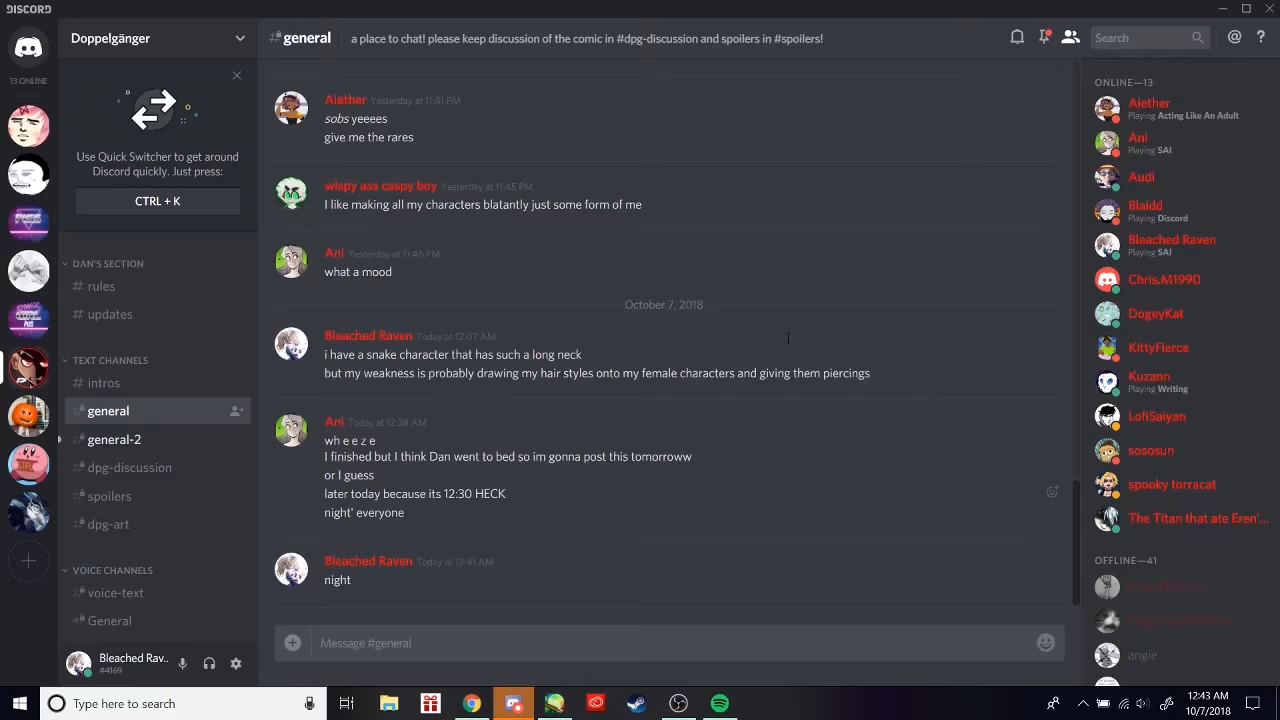 DISCORD
13 ONLINE
Doppelgänger
Use Quick Switcher to get around
Discord quickly. Just press:
CTRL + K
DAN'S SECTION
# rules
# updates
TEXT CHANNELS
intros
general
general-2
dpg-discussion
spoilers
dpg-art
VOICE CHANNELS
voice-text
General
Bleached Rav..
#4169
general
a place to chat! please keep discussion of the comic in #dpg-discussion and spoilers in #spoilers!
Search
Aiether Yesterday at 11:41 PM
sobs yeeees
give me the rares
wispy ass caspy boy Yesterday at 11:45 PM
I like making all my characters blatantly just some form of me
Ani Yesterday at 11:46 PM
what a mood
October 7, 2018
Bleached Raven Today at 12:07 AM
i have a snake character that has such a long neck
but my weakness is probably drawing my hair styles onto my female characters and giving them piercings
Ani Today at 12:38 AM
wh e e z e
I finished but I think Dan went to bed so im gonna post this tomorroww
or I guess
later today because its 12:30 HECK
night' everyone
Bleached Raven Today at 12:41 AM
night
Message #general
ONLINE—13
Aiether
Playing Acting Like An Adult
Ani
Playing SAI
Audi
Blaidd
Playing Discord
Bleached Raven
Playing SAI
Chris.M1990
DogeyKat
KittyFierce
Kuzann
Playing Writing
LofiSaiyan
sososun
spooky torracat
The Titan that ate Eren'...
OFFLINE—41
angie
Type here to search
12:43 AM
10/7/2018